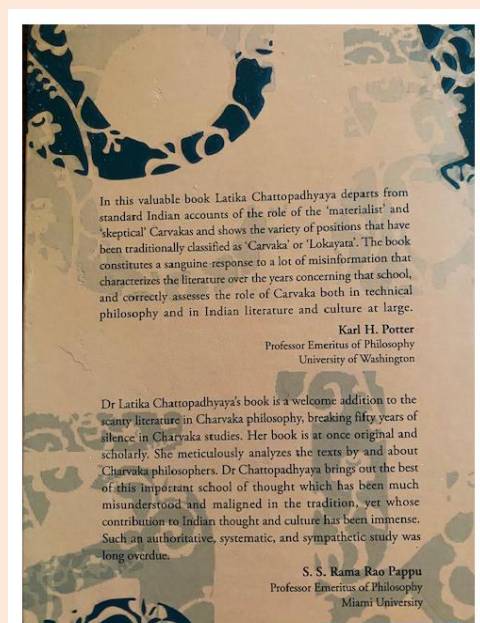 In this valuable book Latika Chattopadhyaya departs from
standard Indian accounts of the role of the 'materialist' and
'skeptical' Carvakas and shows the variety of positions that have
been traditionally classified as 'Carvaka' or 'Lokayata'. The book
constitutes a sanguine response to a lot of misinformation that
characterizes the literature over the years concerning that school,
and correctly assesses the role of Carvaka both in technical
philosophy and in Indian literature and culture at large.
Karl H. Potter
Professor Emeritus of Philosophy
University of Washington
Dr Latika Chattopadhyaya's book is a welcome addition to the
scanty literature in Charvaka philosophy, breaking fifty years of
silence in Charvaka studies. Her book is at once original and
scholarly. She meticulously analyzes the texts by and about
Charvaka philosophers. Dr Chattopadhyaya brings out the best
of this important school of thought which has been much
misunderstood and maligned in the tradition, yet whose
contribution to Indian thought and culture has been immense.
Such an authoritative, systematic, and sympathetic study was
long overdue.
S. S. Rama Rao Pappu
Professor Emeritus of Philosophy
Miami University